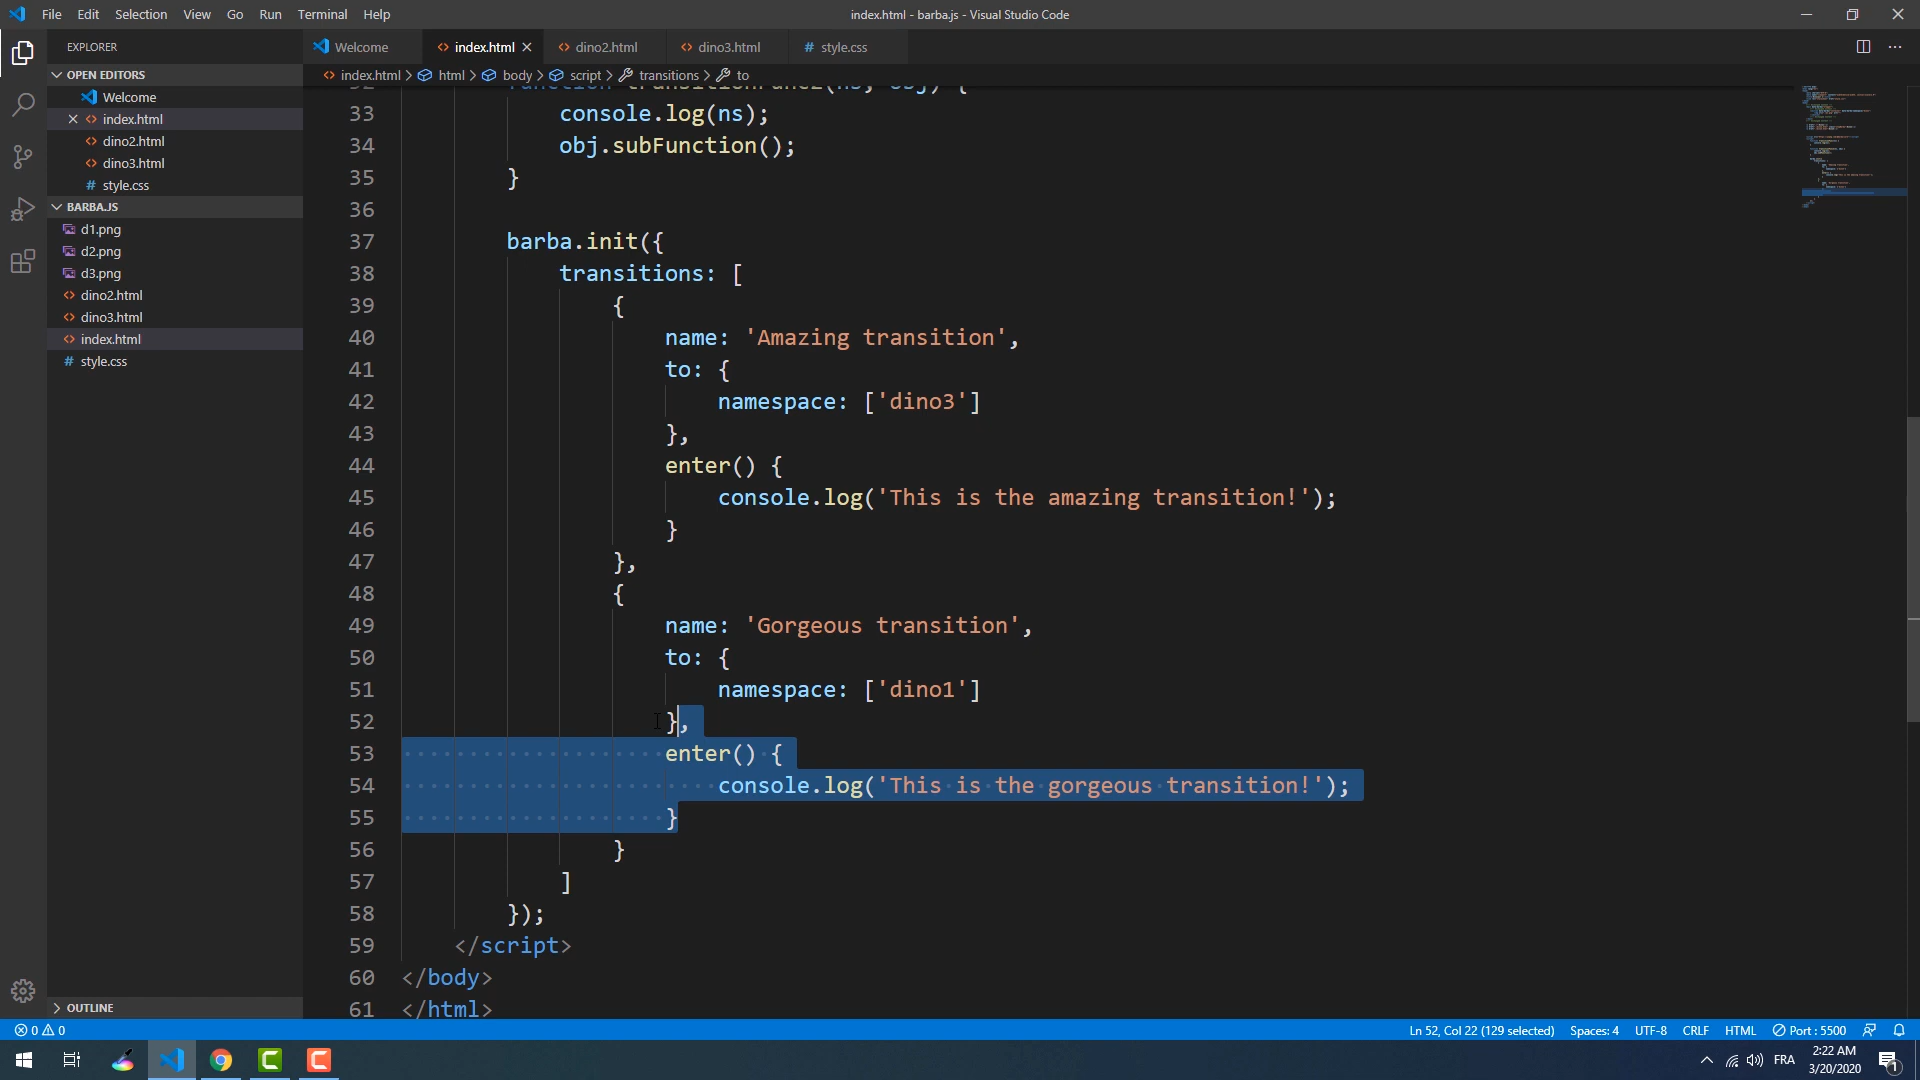 File Edit Selection View Go Run Terminal Help
index.html - barba.js - Visual Studio Code
EXPLORER
Welcome
index.html
dino2.html
dino3.html
# style.css
OPEN EDITORS
index.html > html > body > script > transitions > to
Welcome
index.html
dino2.html
dino3.html
# style.css
BARBA.JS
d1.png
d2.png
d3.png
dino2.html
dino3.html
index.html
# style.css
OUTLINE
32 function transitionFunc2(ns, obj) {
33 console.log(ns);
34 obj.subFunction();
35 }
36
37 barba.init({
38 transitions: [
39 {
40 name: 'Amazing transition',
41 to: {
42 namespace: ['dino3']
43 },
44 enter() {
45 console.log('This is the amazing transition!');
46 }
47 },
48 {
49 name: 'Gorgeous transition',
50 to: {
51 namespace: ['dino1']
52 },
53 enter() {
54 console.log('This is the gorgeous transition!');
55 }
56 }
57 ]
58 });
59 </script>
60 </body>
61 </html>
0 0
Ln 52, Col 22 (129 selected) Spaces: 4 UTF-8 CRLF HTML Port : 5500
FRA
2:22 AM
3/20/2020
1